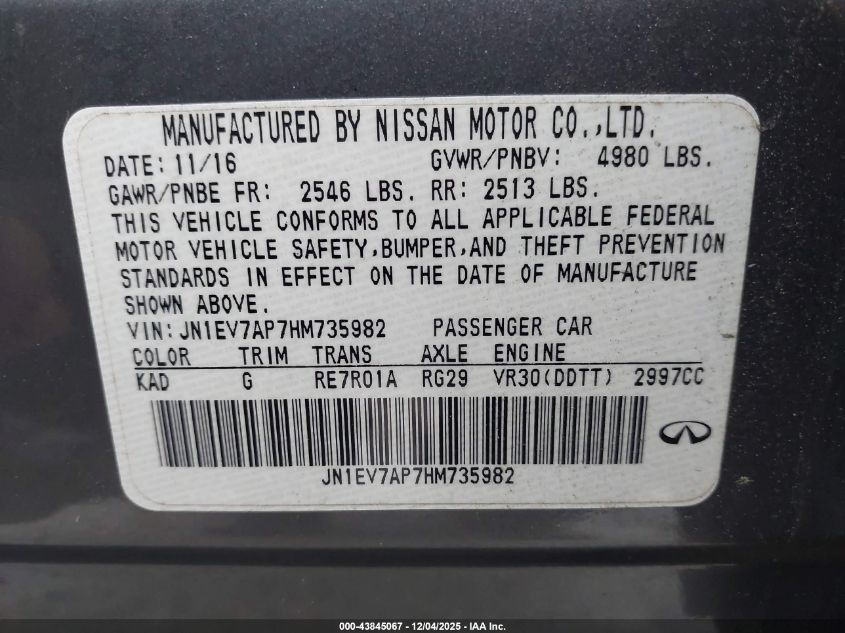 MANUFACTURED BY NISSAN MOTOR CO.,LTD.
DATE:11/16 GVWR/PNBV: 4980 LBS.
GAWR/PNBE FR: 2546 LBS. RR: 2513 LBS.
THIS VEHICLE CONFORMS TO ALL APPLICABLE FEDERAL
MOTOR VEHICLE SAFETY,BUMPER,AND THEFT PREVENTION
STANDARDS IN EFFECT ON THE DATE OF MANUFACTURE
SHOWN ABOVE.
VIN:JN1EV7AP7HM735982 PASSENGER CAR
COLOR TRIM TRANS AXLE ENGINE
KAD G RE7R01A RG29 VR30(DDTT) 2997CC
JN1EV7AP7HM735982
000-43845067 - 12/04/2025 - IAA Inc.